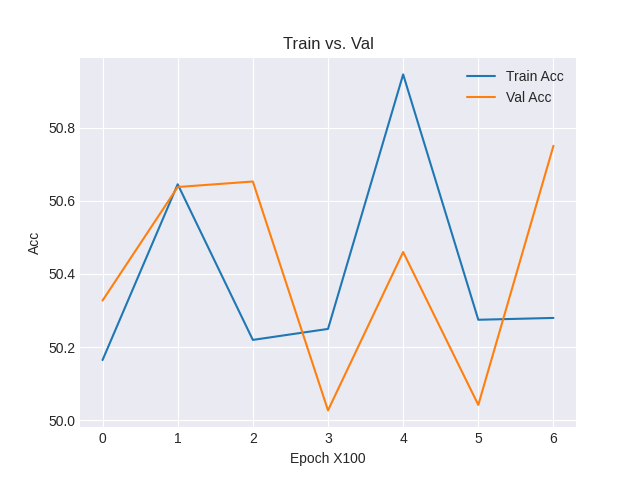 Train vs. Val
Train Acc
Val Acc
50.8
50.6
50.4
50.2
50.0
Acc
0 1 2 3 4 5 6
Epoch X100